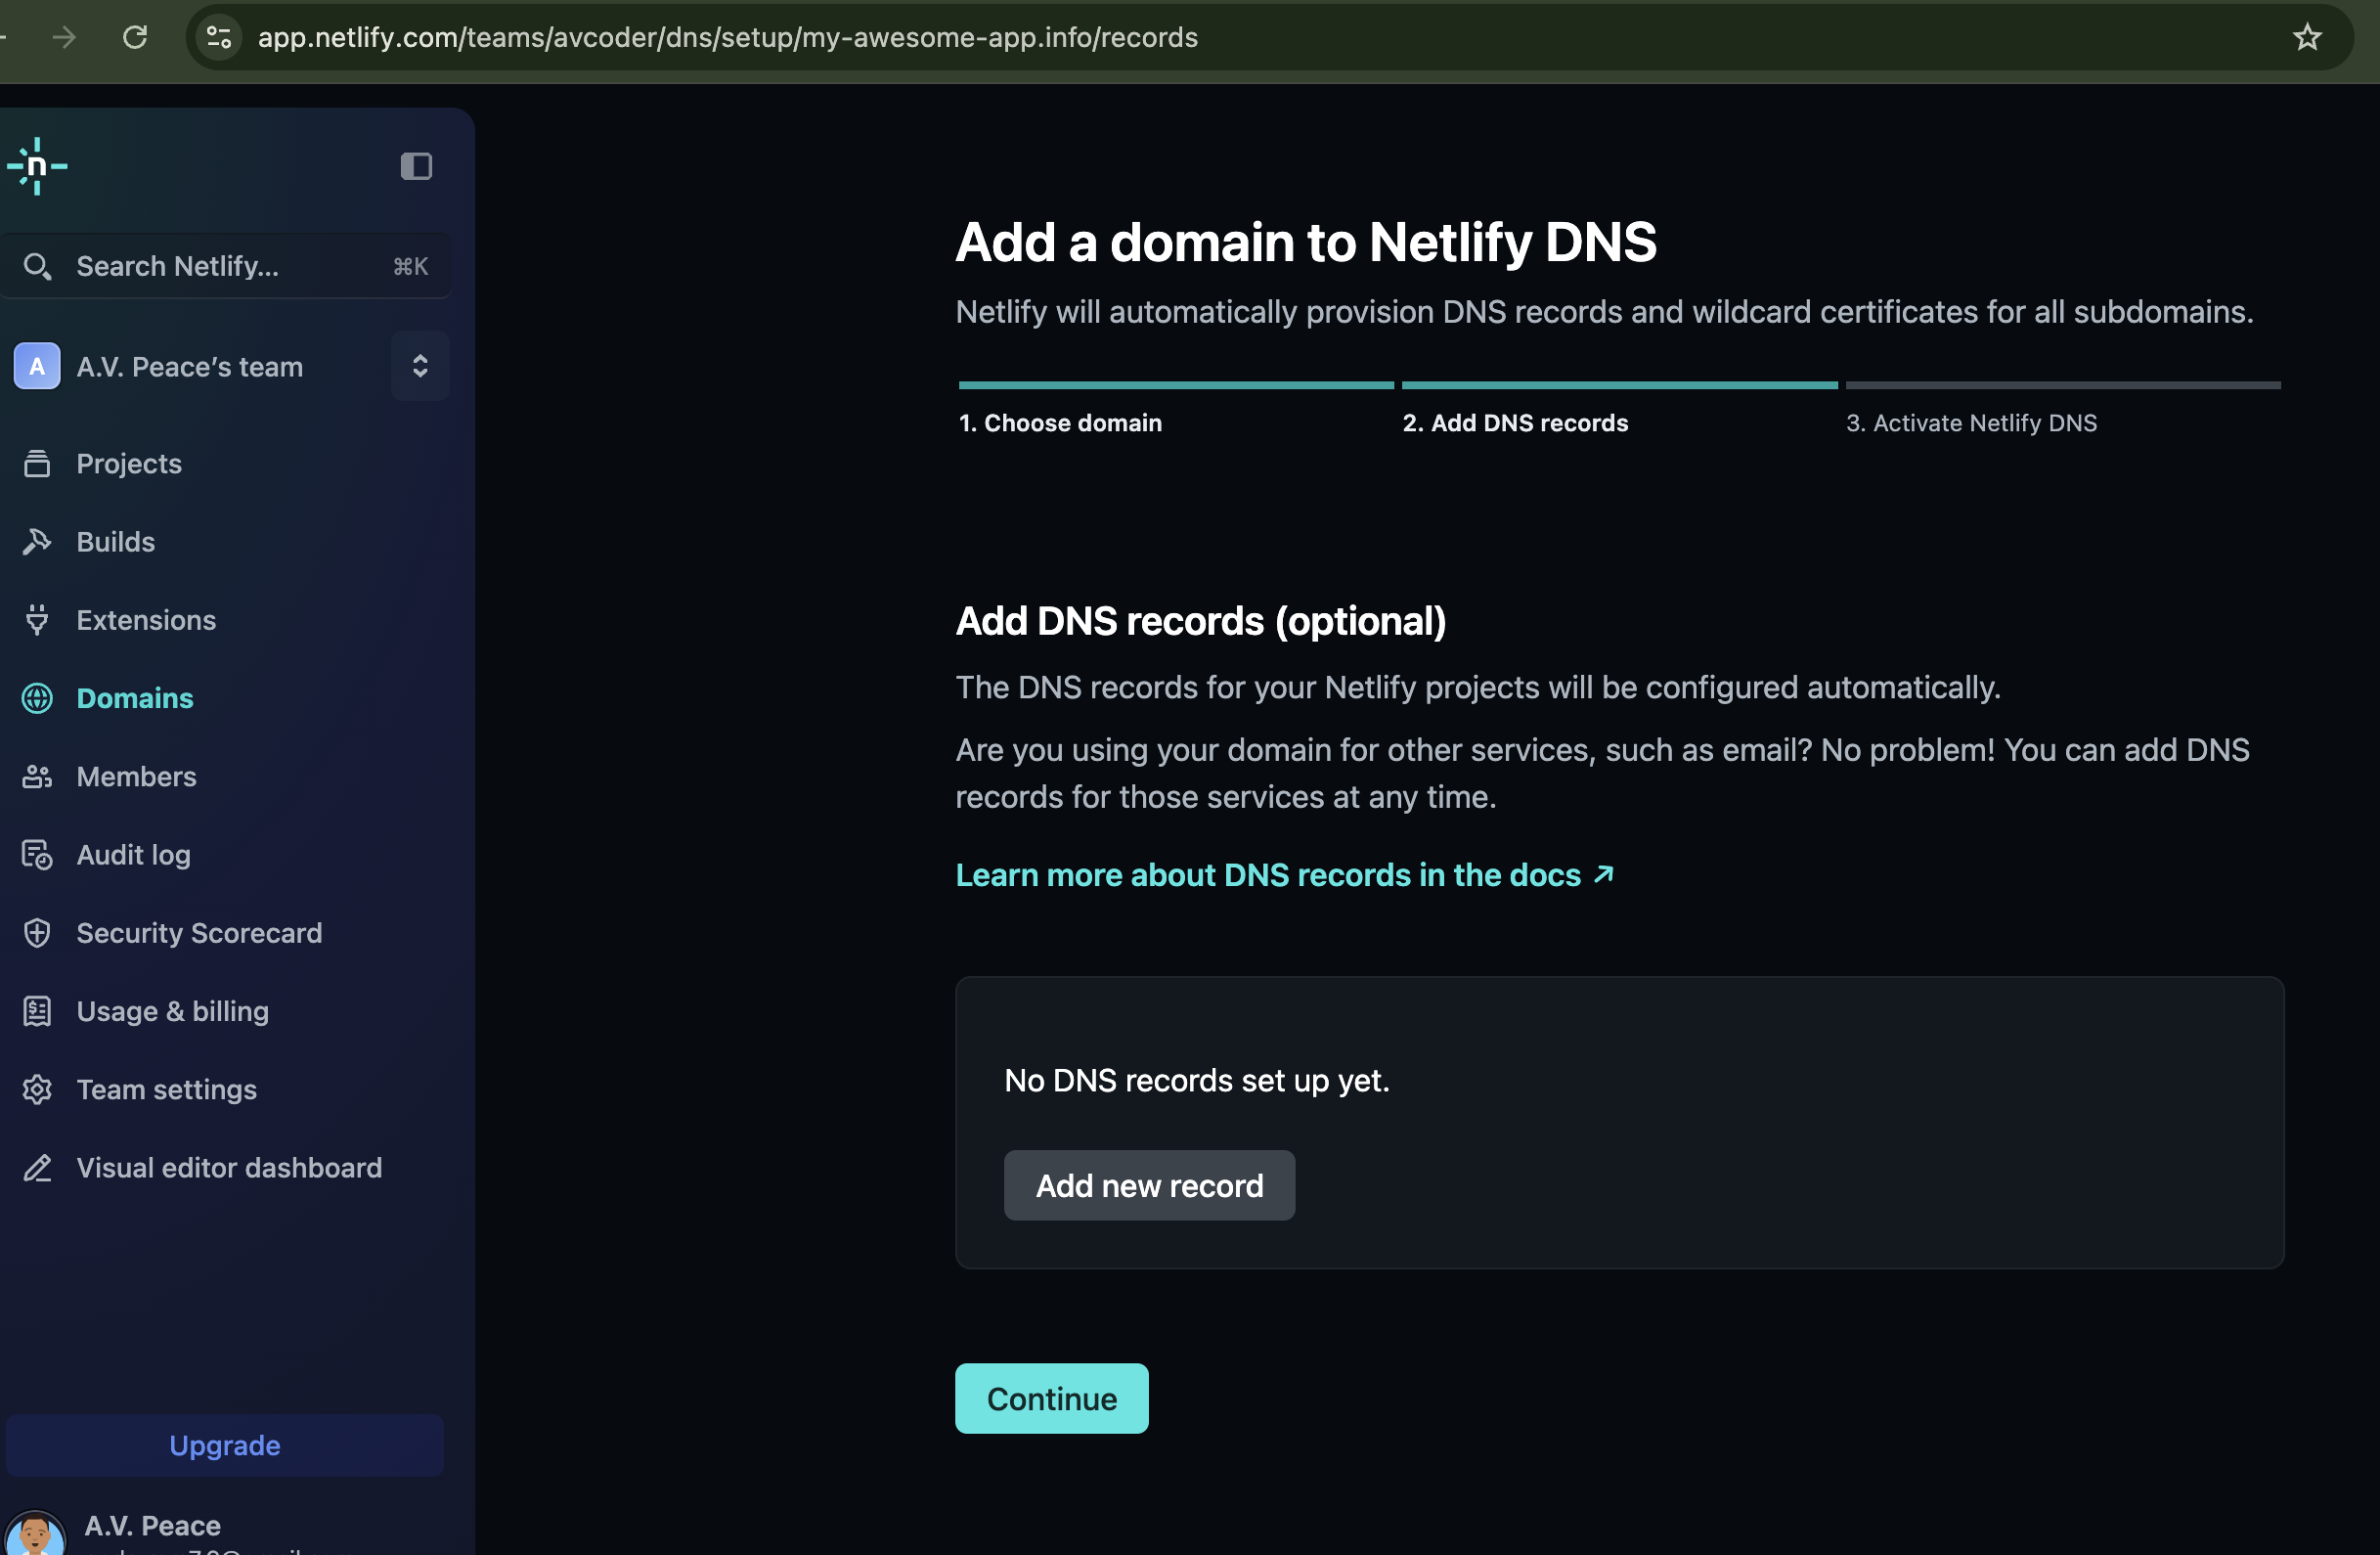 app.netlify.com/teams/avcoder/dns/setup/my-awesome-app.info/records
n
Search Netlify... ⌘K
A A.V. Peace's team
Projects
Builds
Extensions
Domains
Members
Audit log
Security Scorecard
Usage & billing
Team settings
Visual editor dashboard
Upgrade
A.V. Peace
Add a domain to Netlify DNS
Netlify will automatically provision DNS records and wildcard certificates for all subdomains.
1. Choose domain
2. Add DNS records
3. Activate Netlify DNS
Add DNS records (optional)
The DNS records for your Netlify projects will be configured automatically.
Are you using your domain for other services, such as email? No problem! You can add DNS
records for those services at any time.
Learn more about DNS records in the docs ↗
No DNS records set up yet.
Add new record
Continue